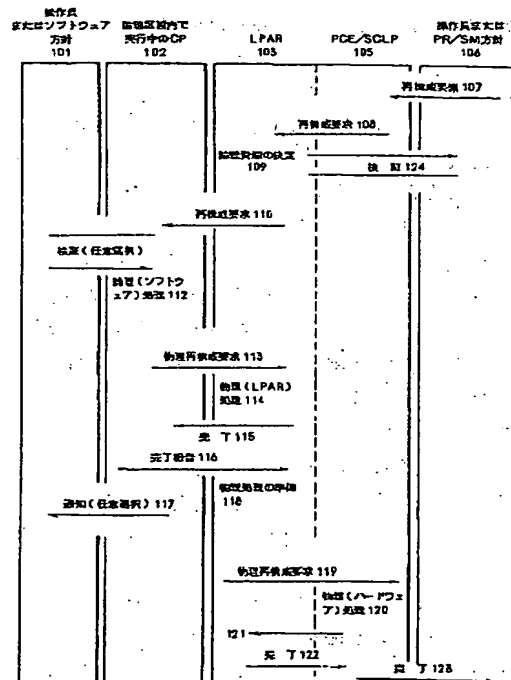 操作員
またはソフトウェア
方針
101
論理区画内で
実行中のCP
102
LPAR
103
PCE/SCLP
105
操作員または
PR/SM方針
106
再構成要求 107
再構成要求 108
論理資源の決定
109
検証 124
再構成要求 110
検証(任意選択)
論理(ソフトウ
ェア)処理 112
物理再構成要求 113
物理(LPAR)
処理 114
完了 115
完了報告 116
物理処理の準備
118
通知(任意選択)117
物理再構成要求 119
物理(ハードウェ
ア)処理 120
121
完了 122
完了 123